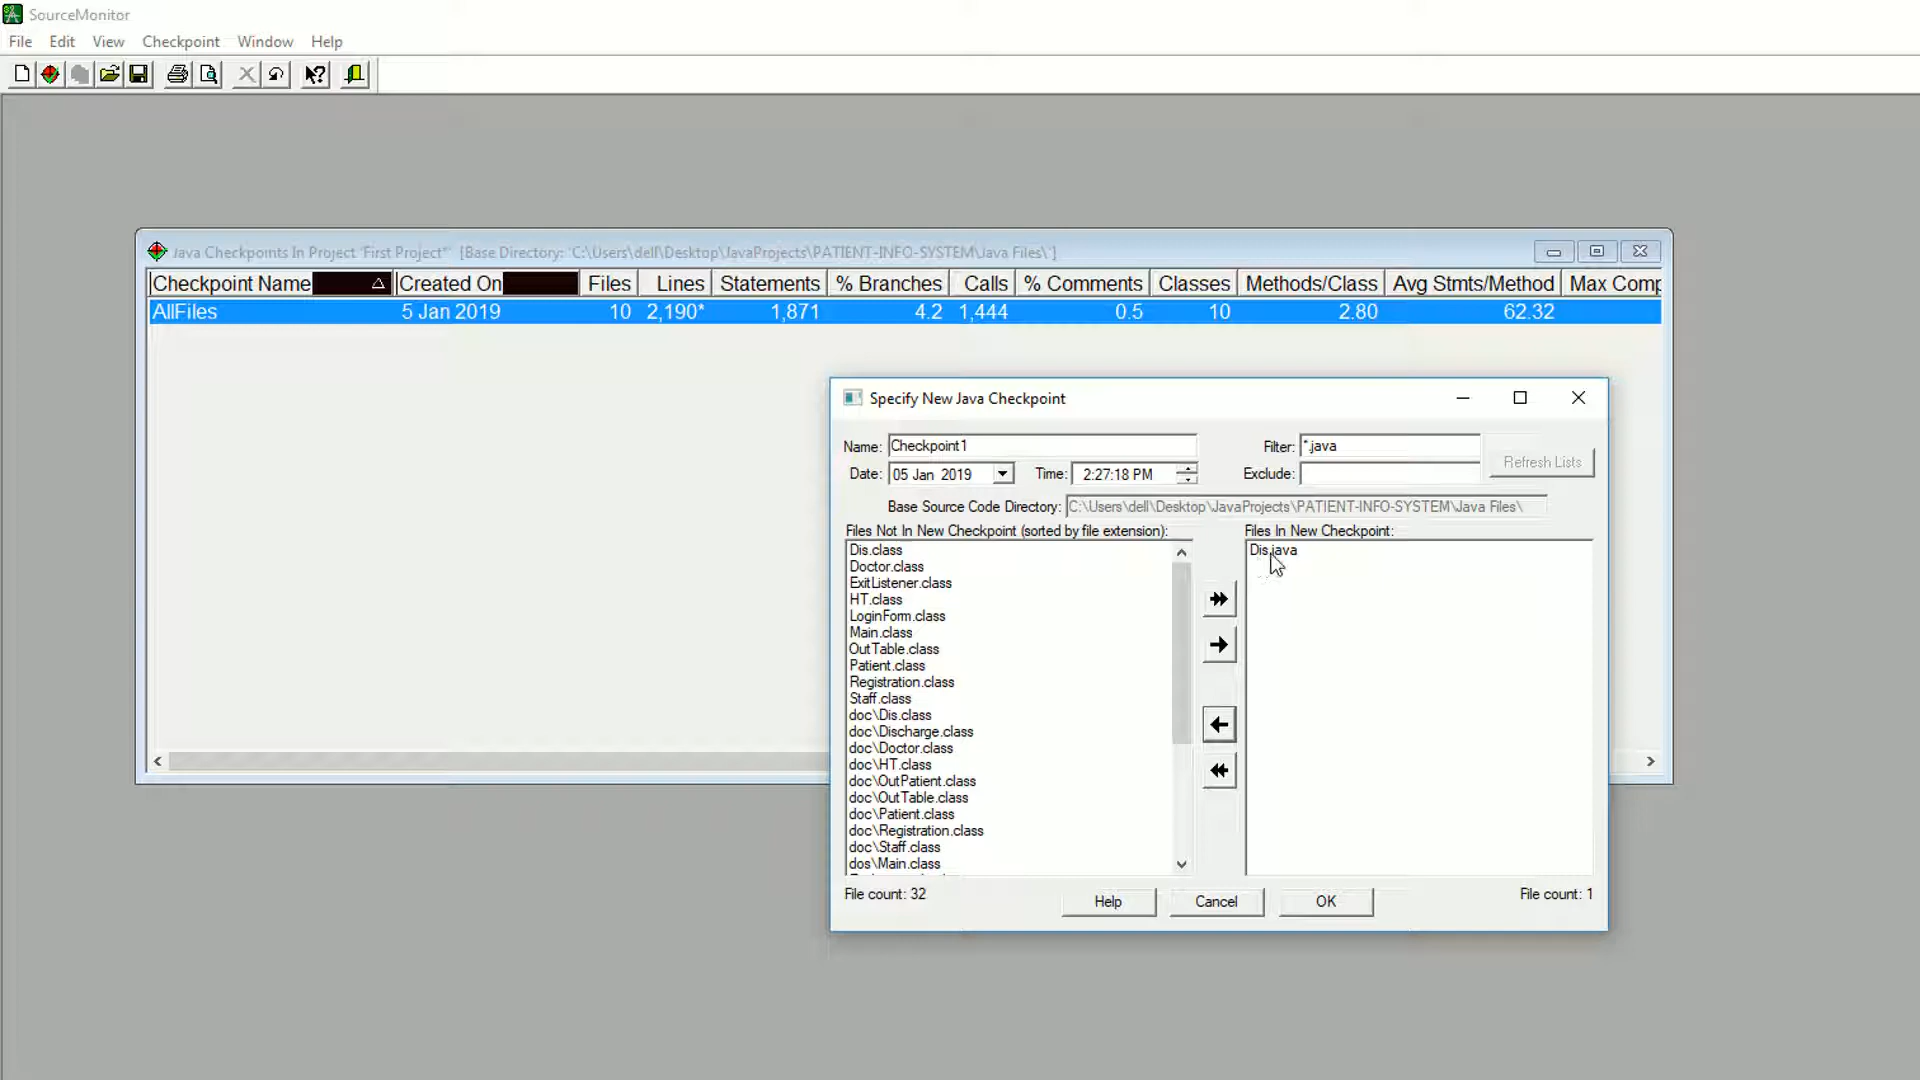 SourceMonitor
File Edit View Checkpoint Window Help
Java Checkpoints In Project 'First Project*' [Base Directory: 'C:\Users\dell\Desktop\JavaProjects\PATIENT-INFO-SYSTEM\Java Files\']
Checkpoint Name Created On Files Lines Statements % Branches Calls % Comments Classes Methods/Class Avg Stmts/Method Max Comp
AllFiles 5 Jan 2019 10 2,190* 1,871 4.2 1,444 0.5 10 2.80 62.32
Specify New Java Checkpoint
Name: Checkpoint1 Filter: *.java
Refresh Lists
Date: 05 Jan 2019 Time: 2:27:18 PM Exclude:
Base Source Code Directory: C:\Users\dell\Desktop\JavaProjects\PATIENT-INFO-SYSTEM\Java Files\
Files Not In New Checkpoint (sorted by file extension): Files In New Checkpoint:
Dis.class
Doctor.class
ExitListener.class
HT.class
LoginForm.class
Main.class
OutTable.class
Patient.class
Registration.class
Staff.class
doc\Dis.class
doc\Discharge.class
doc\Doctor.class
doc\HT.class
doc\OutPatient.class
doc\OutTable.class
doc\Patient.class
doc\Registration.class
doc\Staff.class
dos\Main.class
Dis.java
File count: 32 File count: 1
Help Cancel OK